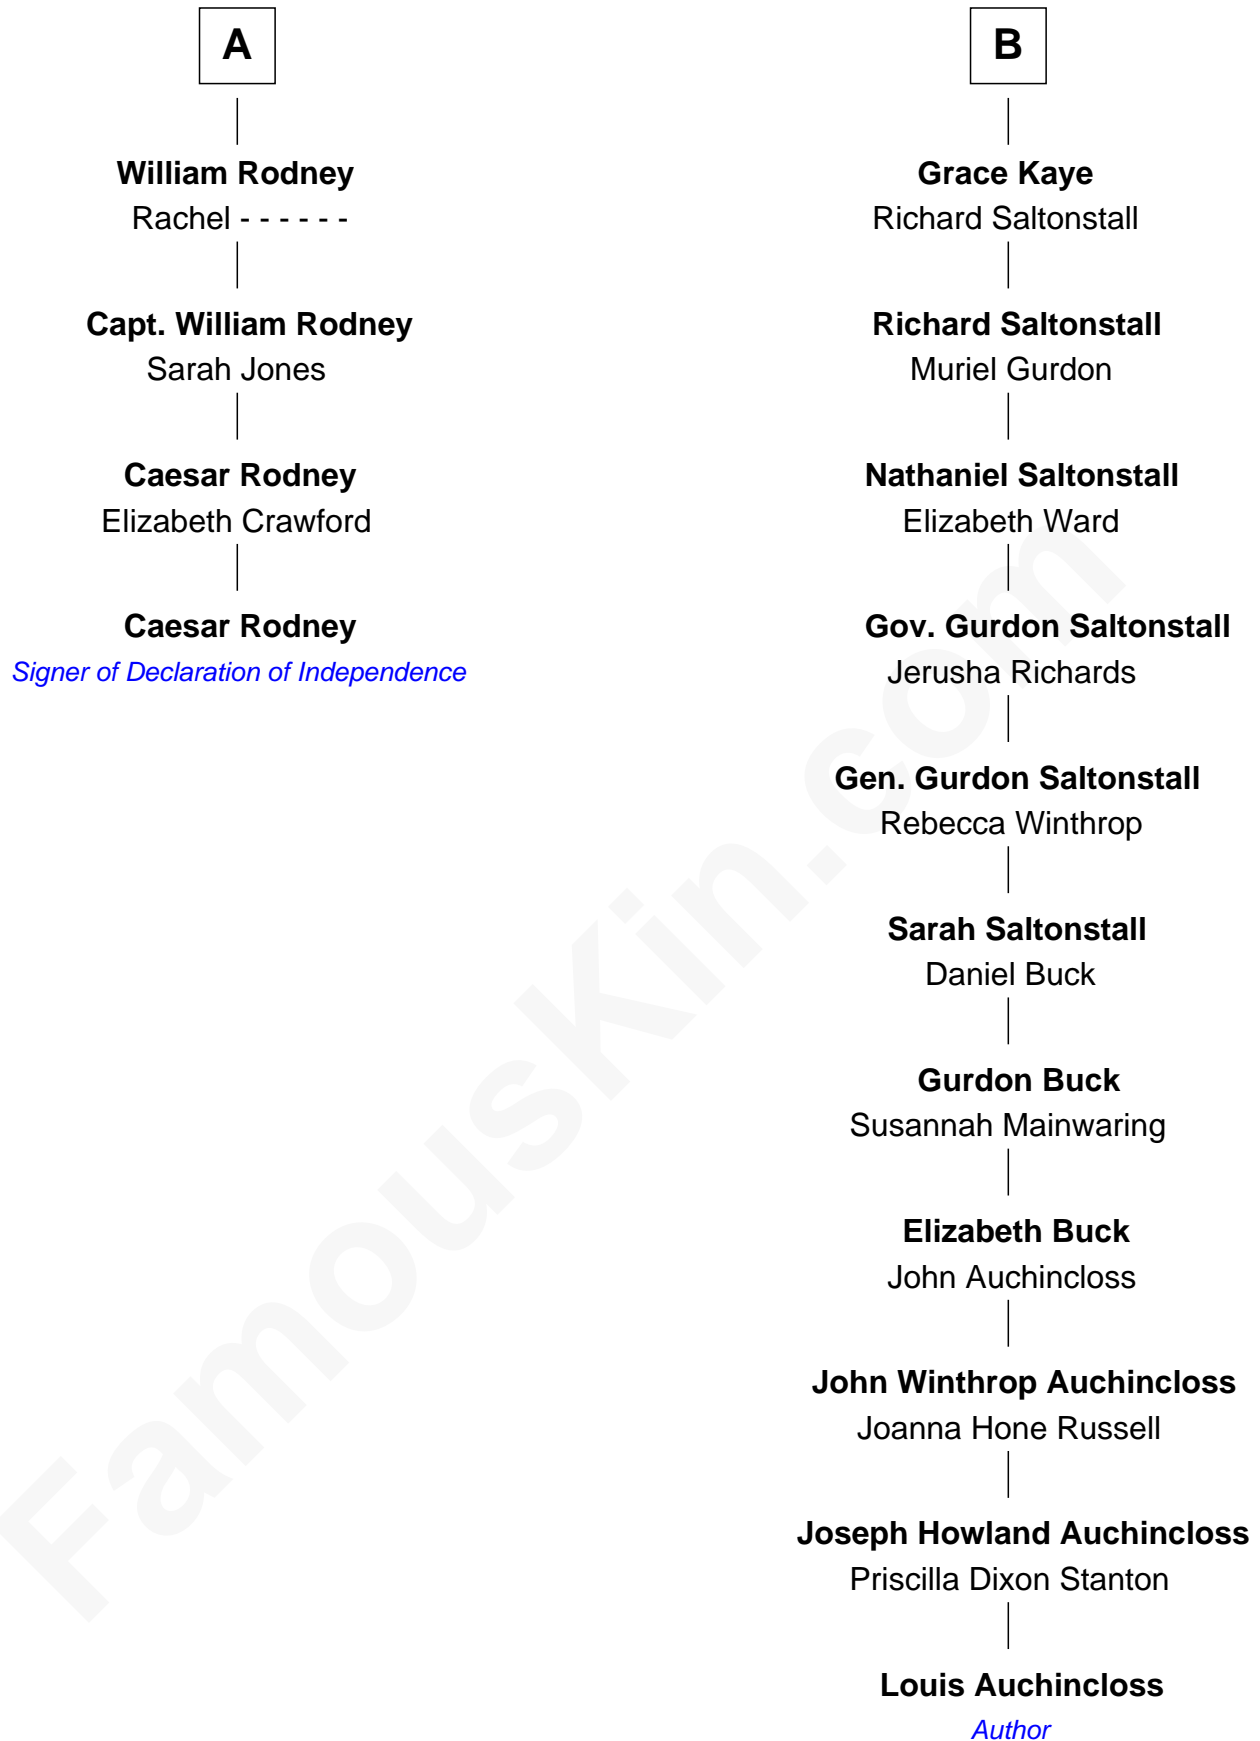 A
William Rodney
Rachel - - - - - -
Capt. William Rodney
Sarah Jones
Caesar Rodney
Elizabeth Crawford
Caesar Rodney
Signer of Declaration of Independence
B
Grace Kaye
Richard Saltonstall
Richard Saltonstall
Muriel Gurdon
Nathaniel Saltonstall
Elizabeth Ward
Gov. Gurdon Saltonstall
Jerusha Richards
Gen. Gurdon Saltonstall
Rebecca Winthrop
Sarah Saltonstall
Daniel Buck
Gurdon Buck
Susannah Mainwaring
Elizabeth Buck
John Auchincloss
John Winthrop Auchincloss
Joanna Hone Russell
Joseph Howland Auchincloss
Priscilla Dixon Stanton
Louis Auchincloss
Author
FamousKin.com